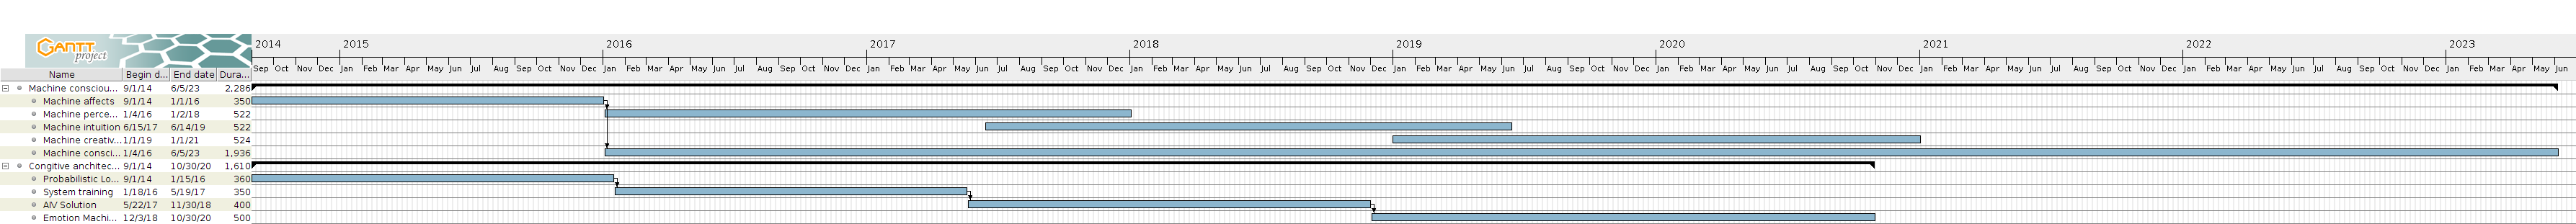 GANTT project
2014 2015 2016 2017 2018 2019 2020 2021 2022 2023
Name Begin d... End date Dura... Sep Oct Nov Dec Jan Feb Mar Apr May Jun Jul Aug Sep Oct Nov Dec Jan Feb Mar Apr May Jun Jul Aug Sep Oct Nov Dec Jan Feb Mar Apr May Jun Jul Aug Sep Oct Nov Dec Jan Feb Mar Apr May Jun Jul Aug Sep Oct Nov Dec Jan Feb Mar Apr May Jun Jul Aug Sep Oct Nov Dec Jan Feb Mar Apr May Jun Jul Aug Sep Oct Nov Dec Jan Feb Mar Apr May Jun Jul Aug Sep Oct Nov Dec Jan Feb Mar Apr May Jun Jul Aug Sep Oct Nov Dec Jan Feb Mar Apr May Jun
Machine consciou... 9/1/14 6/5/23 2,286
Machine affects 9/1/14 1/1/16 350
Machine perce... 1/4/16 1/2/18 522
Machine intuition 6/15/17 6/14/19 522
Machine creativ... 1/1/19 1/1/21 524
Machine consci... 1/4/16 6/5/23 1,936
Congitive architec... 9/1/14 10/30/20 1,610
Probabilistic Lo... 9/1/14 1/15/16 360
System training 1/18/16 5/19/17 350
AIV Solution 5/22/17 11/30/18 400
Emotion Machi... 12/3/18 10/30/20 500